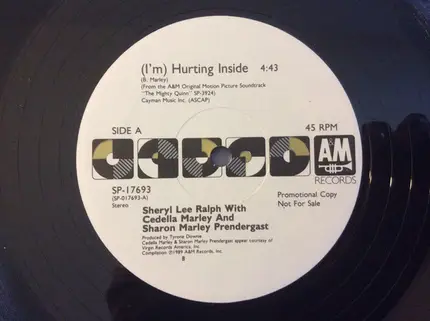 (I'm) Hurting Inside 4:43
(B. Marley)
(From the A&M Original Motion Picture Soundtrack
"The Mighty Quinn" SP-3924)
Cayman Music Inc. (ASCAP)
SIDE A
45 RPM
A&M
RECORDS
SP-17693
(SP-017693-A)
Stereo
Promotional Copy
Not For Sale
Sheryl Lee Ralph With
Cedella Marley And
Sharon Marley Prendergast
Produced by Tyrone Downie
Cedella Marley & Sharon Marley Prendergast appear courtesy of
Virgin Records America, Inc.
Compilation ©1989 A&M Records, Inc.
8